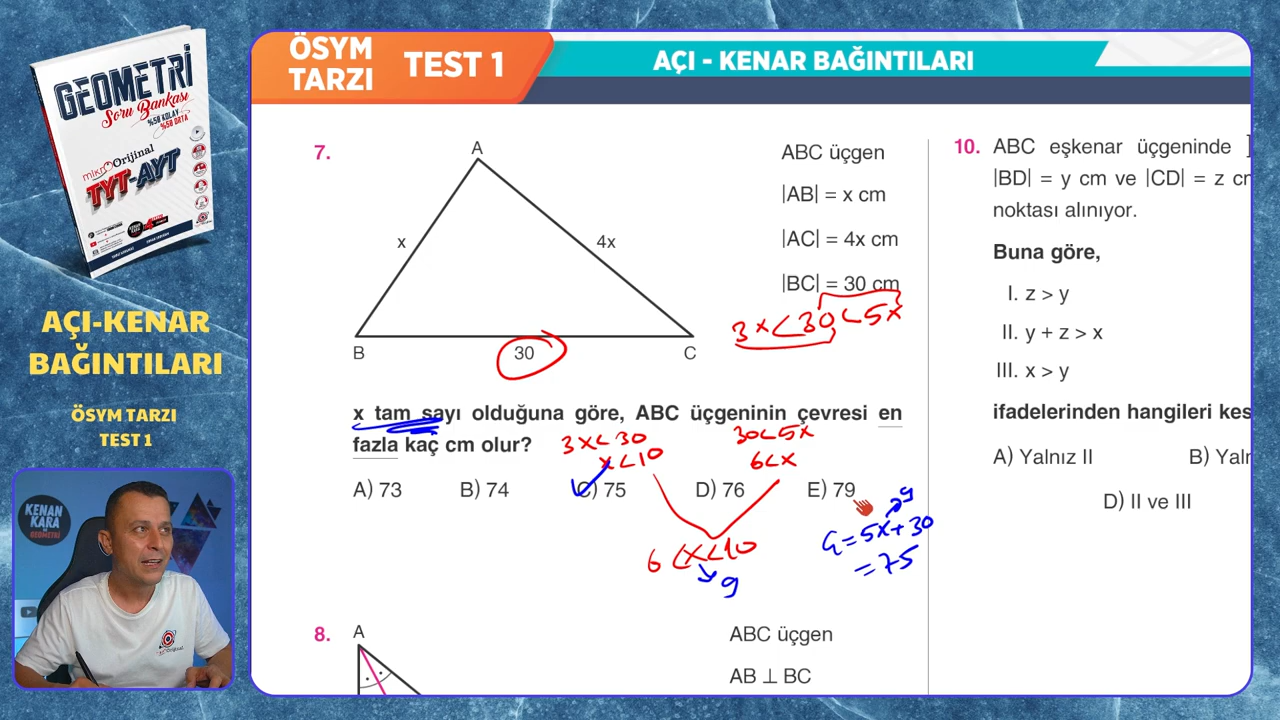 GEOMETRİ
Soru Bankası
%50 KOLAY
%50 ORTA
mikroOrijinal
TYT-AYT
AÇI-KENAR
BAĞINTILARI
ÖSYM TARZI
TEST 1
KENAN
KARA
ile
GEOMETRİ
ÖSYM
TARZI
TEST 1
AÇI - KENAR BAĞINTILARI
7.
A
x
4x
B
30
C
ABC üçgen
|AB| = x cm
|AC| = 4x cm
|BC| = 30 cm
3x<30<5x
x tam sayı olduğuna göre, ABC üçgeninin çevresi en
fazla kaç cm olur?
3x<30
x<10
30<5x
6<x
A) 73 B) 74 C) 75 D) 76 E) 79
6<x<10
9
9
Ç=5x+30
=75
8.
A
ABC üçgen
AB ⊥ BC
10. ABC eşkenar üçgeninde
|BD| = y cm ve |CD| = z
noktası alınıyor.
Buna göre,
I. z > y
II. y + z > x
III. x > y
ifadelerinden hangileri
A) Yalnız II B)
D) II ve III